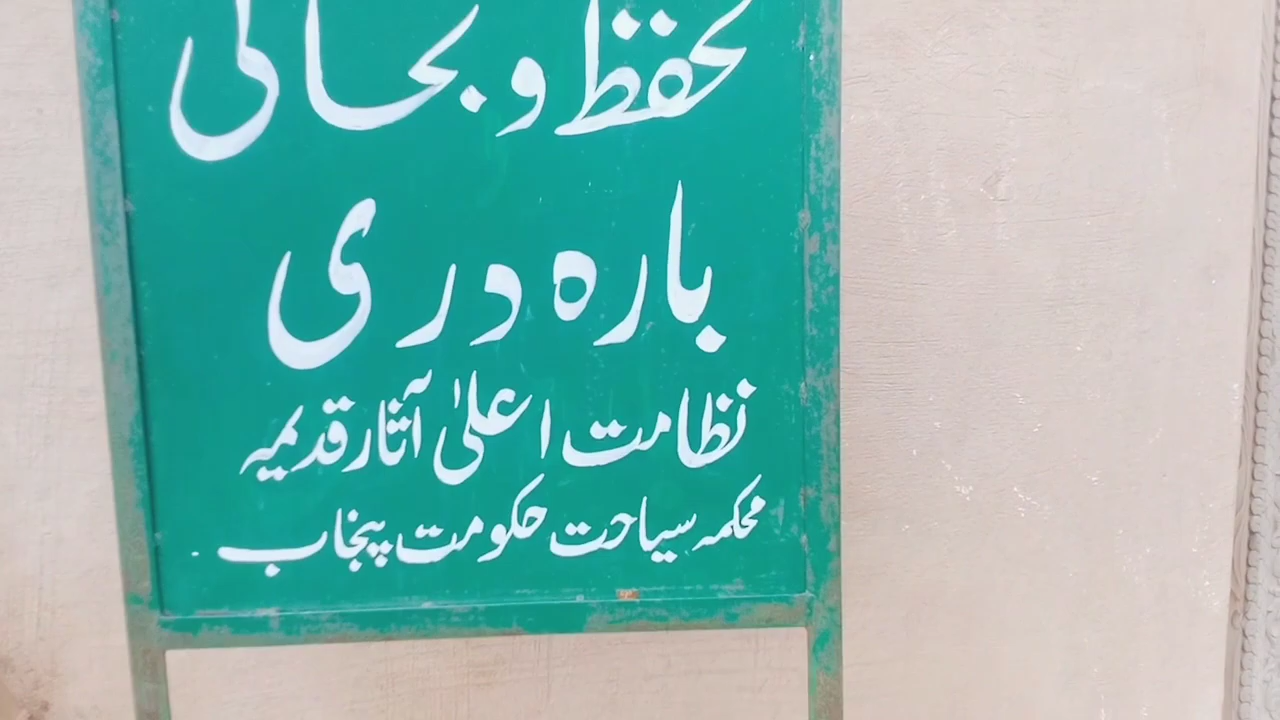 تحفظ و بحالی
بارہ دری
نظامت اعلیٰ آثار قدیمہ
محکمہ سیاحت حکومت پنجاب